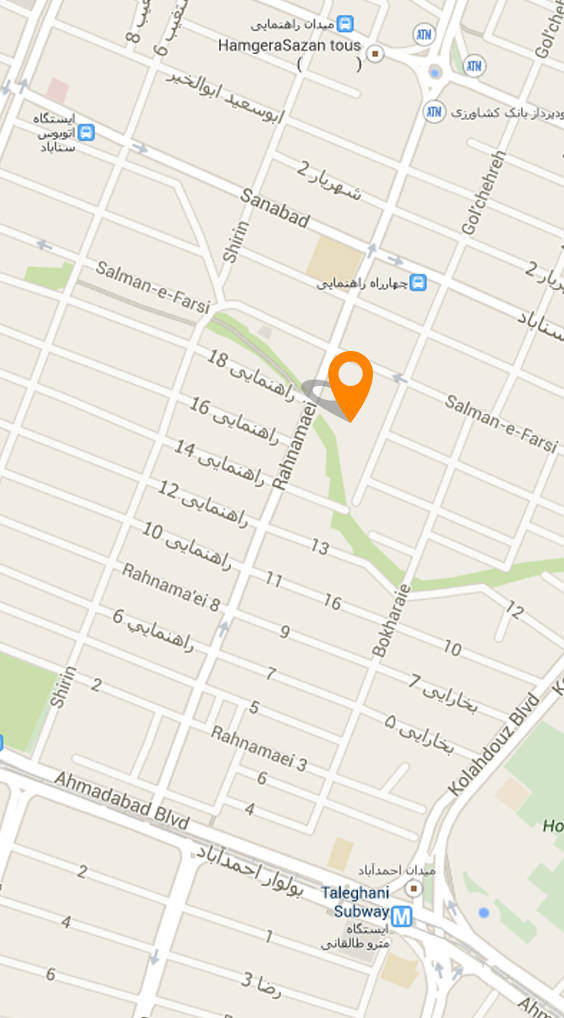 میدان راهنمایی
HamgeraSazan tous
(          )
ATM
ATM
ATM
خودپرداز بانک کشاورزی
ابوسعید ابوالخیر
ایستگاه
اتوبوس
سناباد
شهریار 2
Gol'chehreh
Gol'chehre
Sanabad
Shirin
Salman-e-Farsi
چهارراه راهنمایی
سناباد
راهنمایی 18
راهنمایی 16
راهنمایی 14
راهنمایی 12
راهنمایی 10
Rahnamaei
Salman-e-Farsi
13
11
16
12
Rahnama'ei 8
9
10
راهنمایی 6
Bokharaie
7
بخارایی 7
Shirin
2
5
بخارایی ۵
Rahnamaei 3
6
4
Kolahdouz Blvd
Ahmadabad Blvd
بولوار احمدآباد
میدان احمدآباد
Taleghani
Subway
M
ایستگاه
مترو طالقانی
2
4
6
1
رضا 3
Ho
Ahm